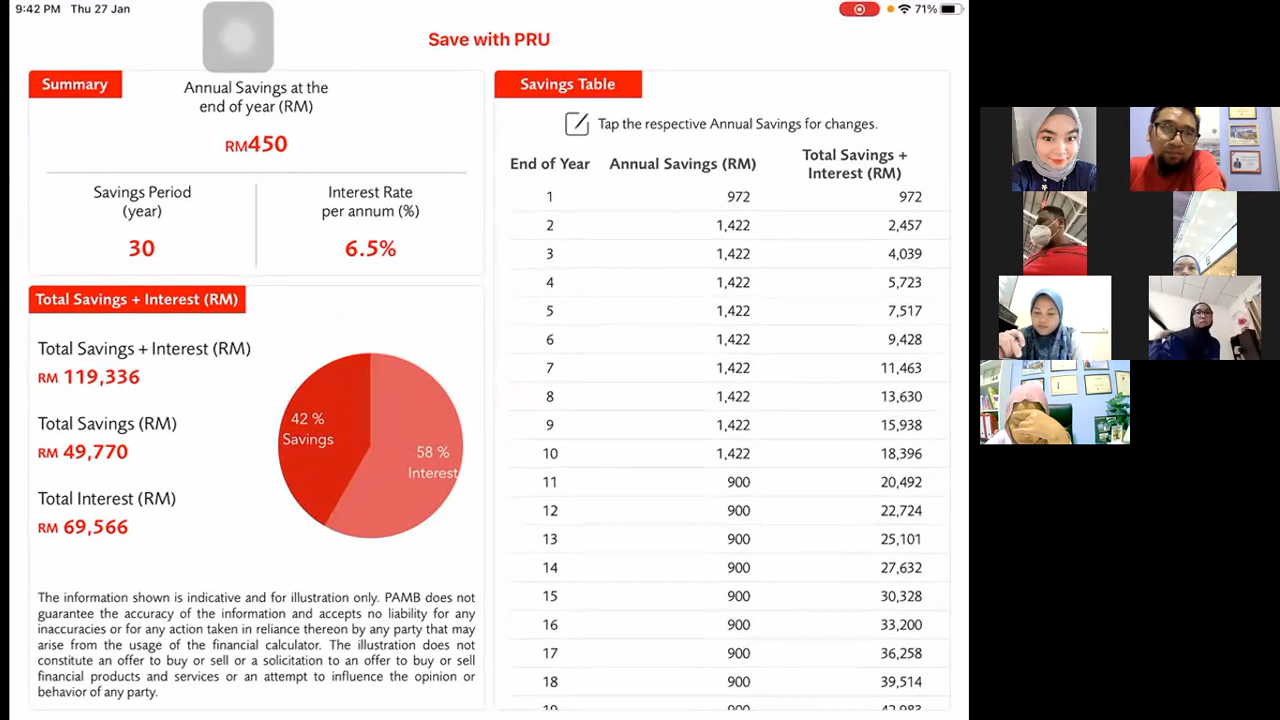 9:42 PM Thu 27 Jan
71%
Save with PRU
Summary
Annual Savings at the
end of year (RM)
RM450
Savings Period
(year)
30
Interest Rate
per annum (%)
6.5%
Total Savings + Interest (RM)
Total Savings + Interest (RM)
RM 119,336
Total Savings (RM)
RM 49,770
Total Interest (RM)
RM 69,566
42 %
Savings
58 %
Interest
The information shown is indicative and for illustration only. PAMB does not
guarantee the accuracy of the information and accepts no liability for any
inaccuracies or for any action taken in reliance thereon by any party that may
arise from the usage of the financial calculator. The illustration does not
constitute an offer to buy or sell or a solicitation to an offer to buy or sell
financial products and services or an attempt to influence the opinion or
behavior of any party.
Savings Table
Tap the respective Annual Savings for changes.
End of Year Annual Savings (RM) Total Savings +
Interest (RM)
1 972 972
2 1,422 2,457
3 1,422 4,039
4 1,422 5,723
5 1,422 7,517
6 1,422 9,428
7 1,422 11,463
8 1,422 13,630
9 1,422 15,938
10 1,422 18,396
11 900 20,492
12 900 22,724
13 900 25,101
14 900 27,632
15 900 30,328
16 900 33,200
17 900 36,258
18 900 39,514
19 900 42,983